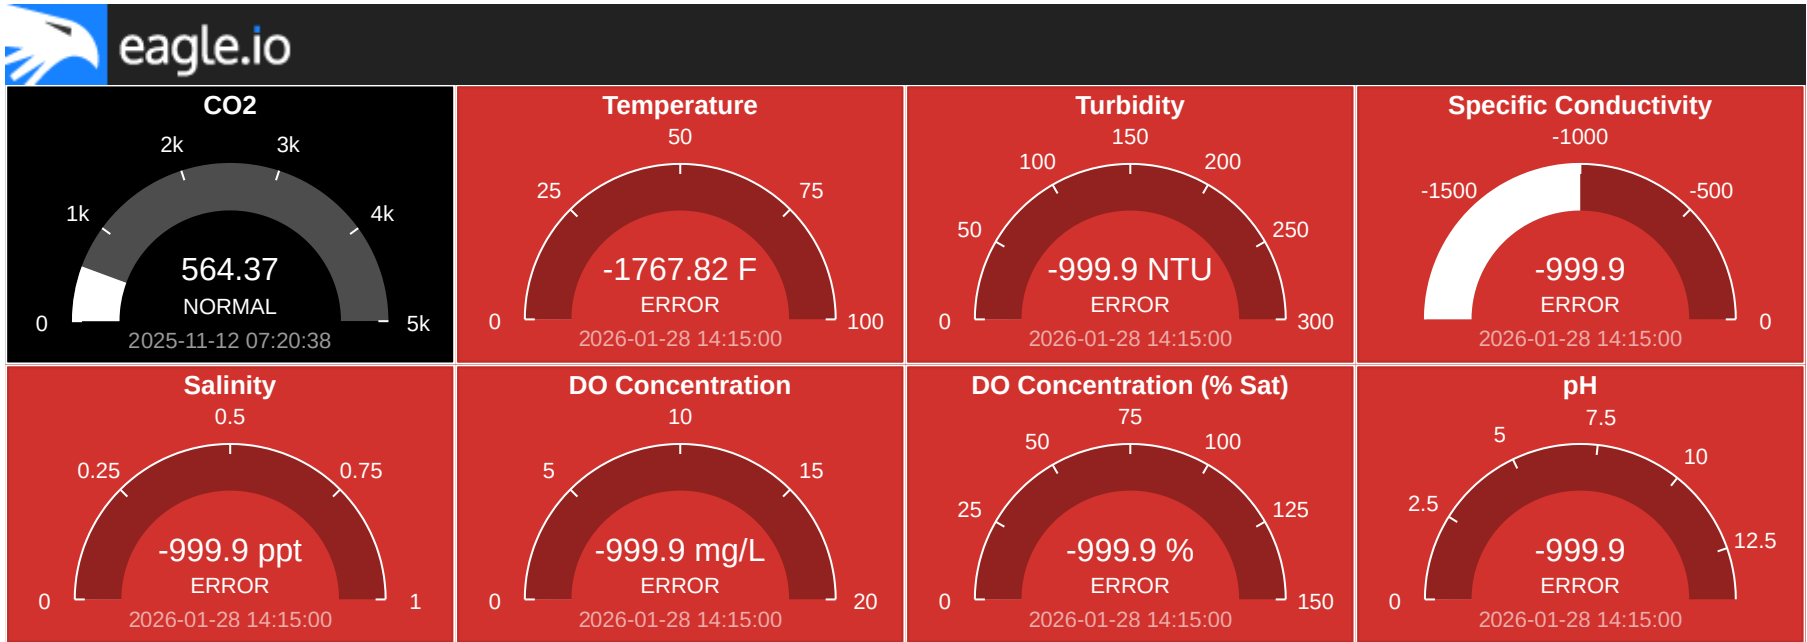 eagle.io
CO2
0
1k
2k
3k
4k
5k
564.37
NORMAL
2025-11-12 07:20:38
Temperature
0
25
50
75
100
-1767.82 F
ERROR
2026-01-28 14:15:00
Turbidity
0
50
100
150
200
250
300
-999.9 NTU
ERROR
2026-01-28 14:15:00
Specific Conductivity
-1500
-1000
-500
0
-999.9
ERROR
2026-01-28 14:15:00
Salinity
0
0.25
0.5
0.75
1
-999.9 ppt
ERROR
2026-01-28 14:15:00
DO Concentration
0
5
10
15
20
-999.9 mg/L
ERROR
2026-01-28 14:15:00
DO Concentration (% Sat)
0
25
50
75
100
125
150
-999.9 %
ERROR
2026-01-28 14:15:00
pH
0
2.5
5
7.5
10
12.5
-999.9
ERROR
2026-01-28 14:15:00